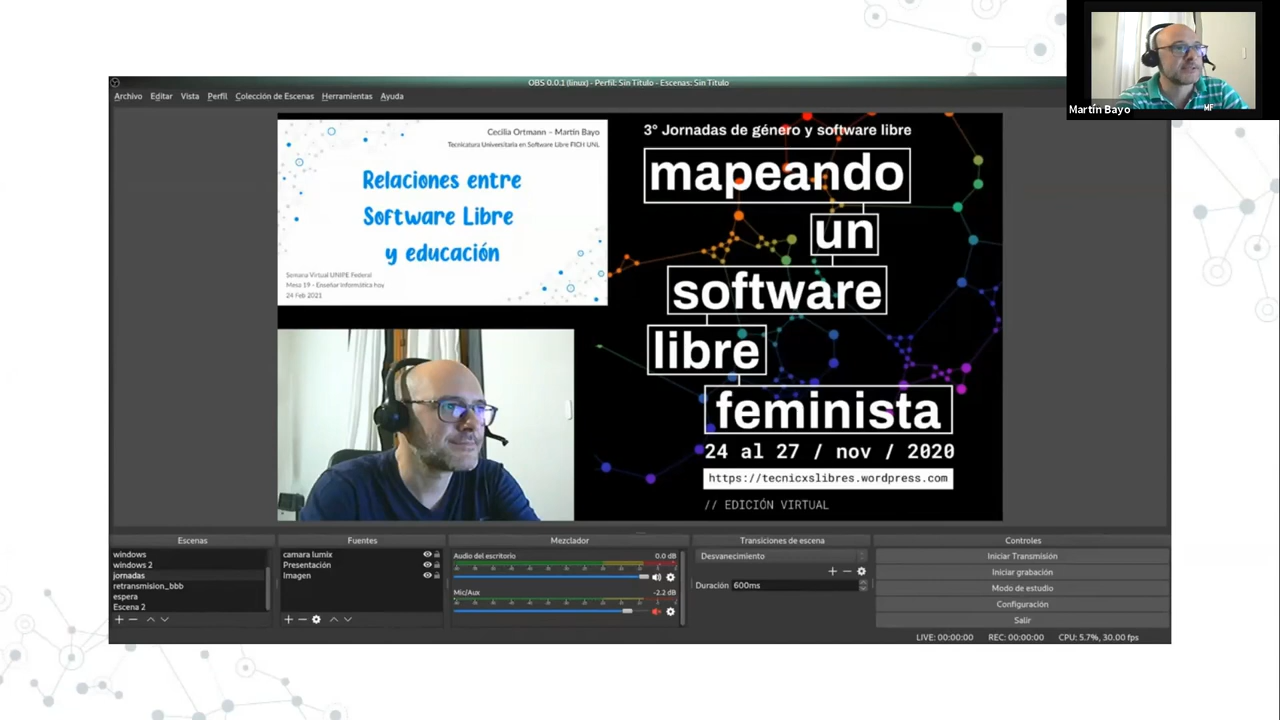 OBS 0.0.1 (linux) - Perfil: Sin Título - Escenas: Sin Título
Archivo Editar Vista Perfil Colección de Escenas Herramientas Ayuda
Martín Bayo
MF
Cecilia Ortmann – Martín Bayo
Tecnicatura Universitaria en Software Libre FICH UNL
Relaciones entre
Software Libre
y educación
Semana Virtual UNIPE Federal
Mesa 19 - Enseñar Informática hoy
24 Feb 2021
3° Jornadas de género y software libre
mapeando
un
software
libre
feminista
24 al 27 / nov / 2020
https://tecnicxslibres.wordpress.com
// EDICIÓN VIRTUAL
Escenas
windows
windows 2
jornadas
retransmision_bbb
espera
Escena 2
Fuentes
camara lumix
Presentación
Imagen
Mezclador
Audio del escritorio 0.0 dB
Mic/Aux -2.2 dB
Transiciones de escena
Desvanecimiento
Duración 600ms
Controles
Iniciar Transmisión
Iniciar grabación
Modo de estudio
Configuración
Salir
LIVE: 00:00:00 REC: 00:00:00 CPU: 5.7%, 30.00 fps